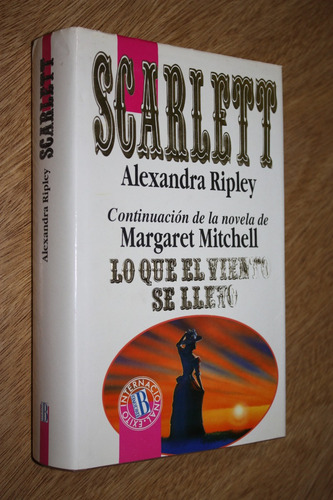 SCARLETT
Alexandra Ripley
Continuación de la novela de
Margaret Mitchell
LO QUE EL VIENTO
SE LLEVO
EXITO INTERNACIONAL
B
Alexandra Ripley SCARLETT
B